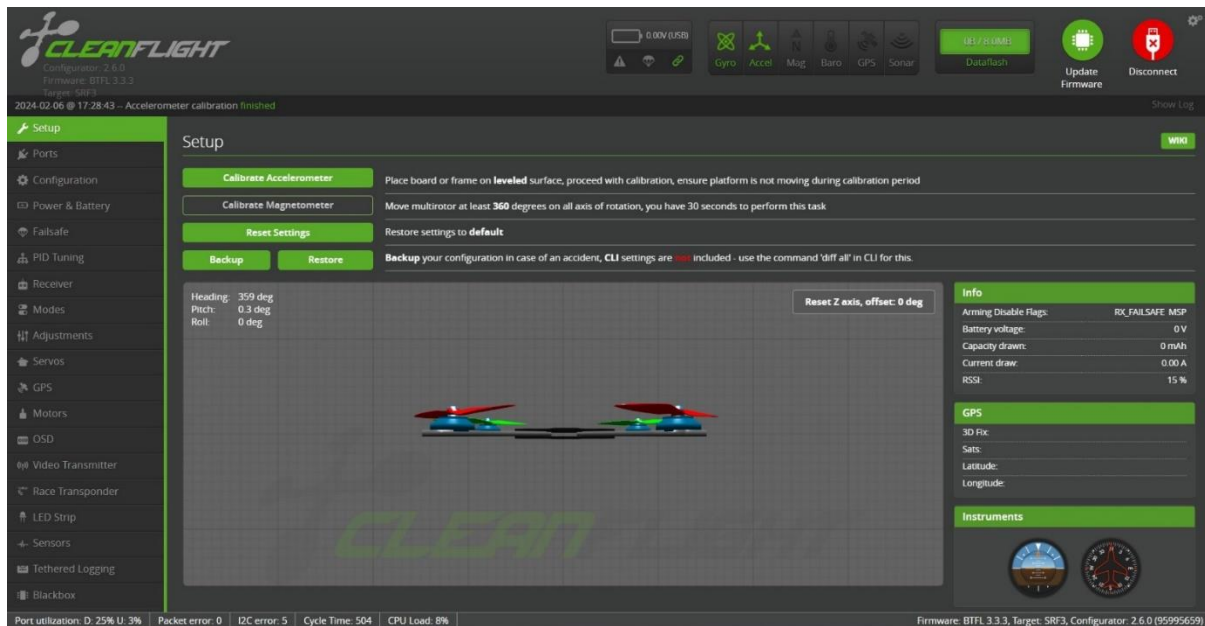 CLEANFLIGHT
Configurator: 2.6.0
Firmware: BTFL 3.3.3
Target: SRF3
0.00V (USB)
Gyro Accel Mag Baro GPS Sonar
0B / 8.0MB
Dataflash
Update Firmware
Disconnect
2024-02-06 @ 17:28:43 -- Accelerometer calibration finished
Show Log
Setup
Ports
Configuration
Power & Battery
Failsafe
PID Tuning
Receiver
Modes
Adjustments
Servos
GPS
Motors
OSD
Video Transmitter
Race Transponder
LED Strip
Sensors
Tethered Logging
Blackbox
Setup
WIKI
Calibrate Accelerometer
Place board or frame on leveled surface, proceed with calibration, ensure platform is not moving during calibration period
Calibrate Magnetometer
Move multirotor at least 360 degrees on all axis of rotation, you have 30 seconds to perform this task
Reset Settings
Restore settings to default
Backup Restore
Backup your configuration in case of an accident, CLI settings are not included - use the command 'diff all' in CLI for this.
Heading: 359 deg
Pitch: 0.3 deg
Roll: 0 deg
Reset Z axis, offset: 0 deg
CLEAN
Info
Arming Disable Flags: RX_FAILSAFE MSP
Battery voltage: 0 V
Capacity drawn: 0 mAh
Current draw: 0.00 A
RSSI: 15 %
GPS
3D Fix:
Sats:
Latitude:
Longitude:
Instruments
Port utilization: D: 25% U: 3% Packet error: 0 I2C error: 5 Cycle Time: 504 CPU Load: 8% Firmware: BTFL 3.3.3, Target: SRF3, Configurator: 2.6.0 (95995659)